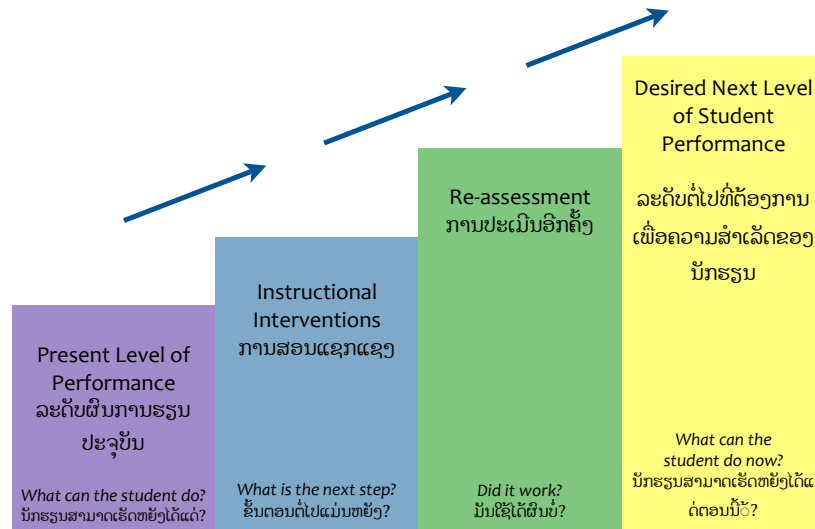 Present Level of
Performance
ລະດັບຜົນການຮຽນ
ປະຈຸບັນ
What can the student do?
ນັກຮຽນສາມາດເຮັດຫຍັງໄດ້ແດ່?
Instructional
Interventions
ການສອນແຊກແຊງ
What is the next step?
ຂັ້ນຕອນຕໍ່ໄປແມ່ນຫຍັງ?
Re-assessment
ການປະເມີນອີກຄັ້ງ
Did it work?
ມັນໃຊ້ໄດ້ຜົນບໍ່?
Desired Next Level
of Student
Performance
ລະດັບຕໍ່ໄປທີ່ຕ້ອງການ
ເພື່ອຄວາມສຳເລັດຂອງ
ນັກຮຽນ
What can the
student do now?
ນັກຮຽນສາມາດເຮັດຫຍັງໄດ້ແ
ດ່ຕອນນີ້້?